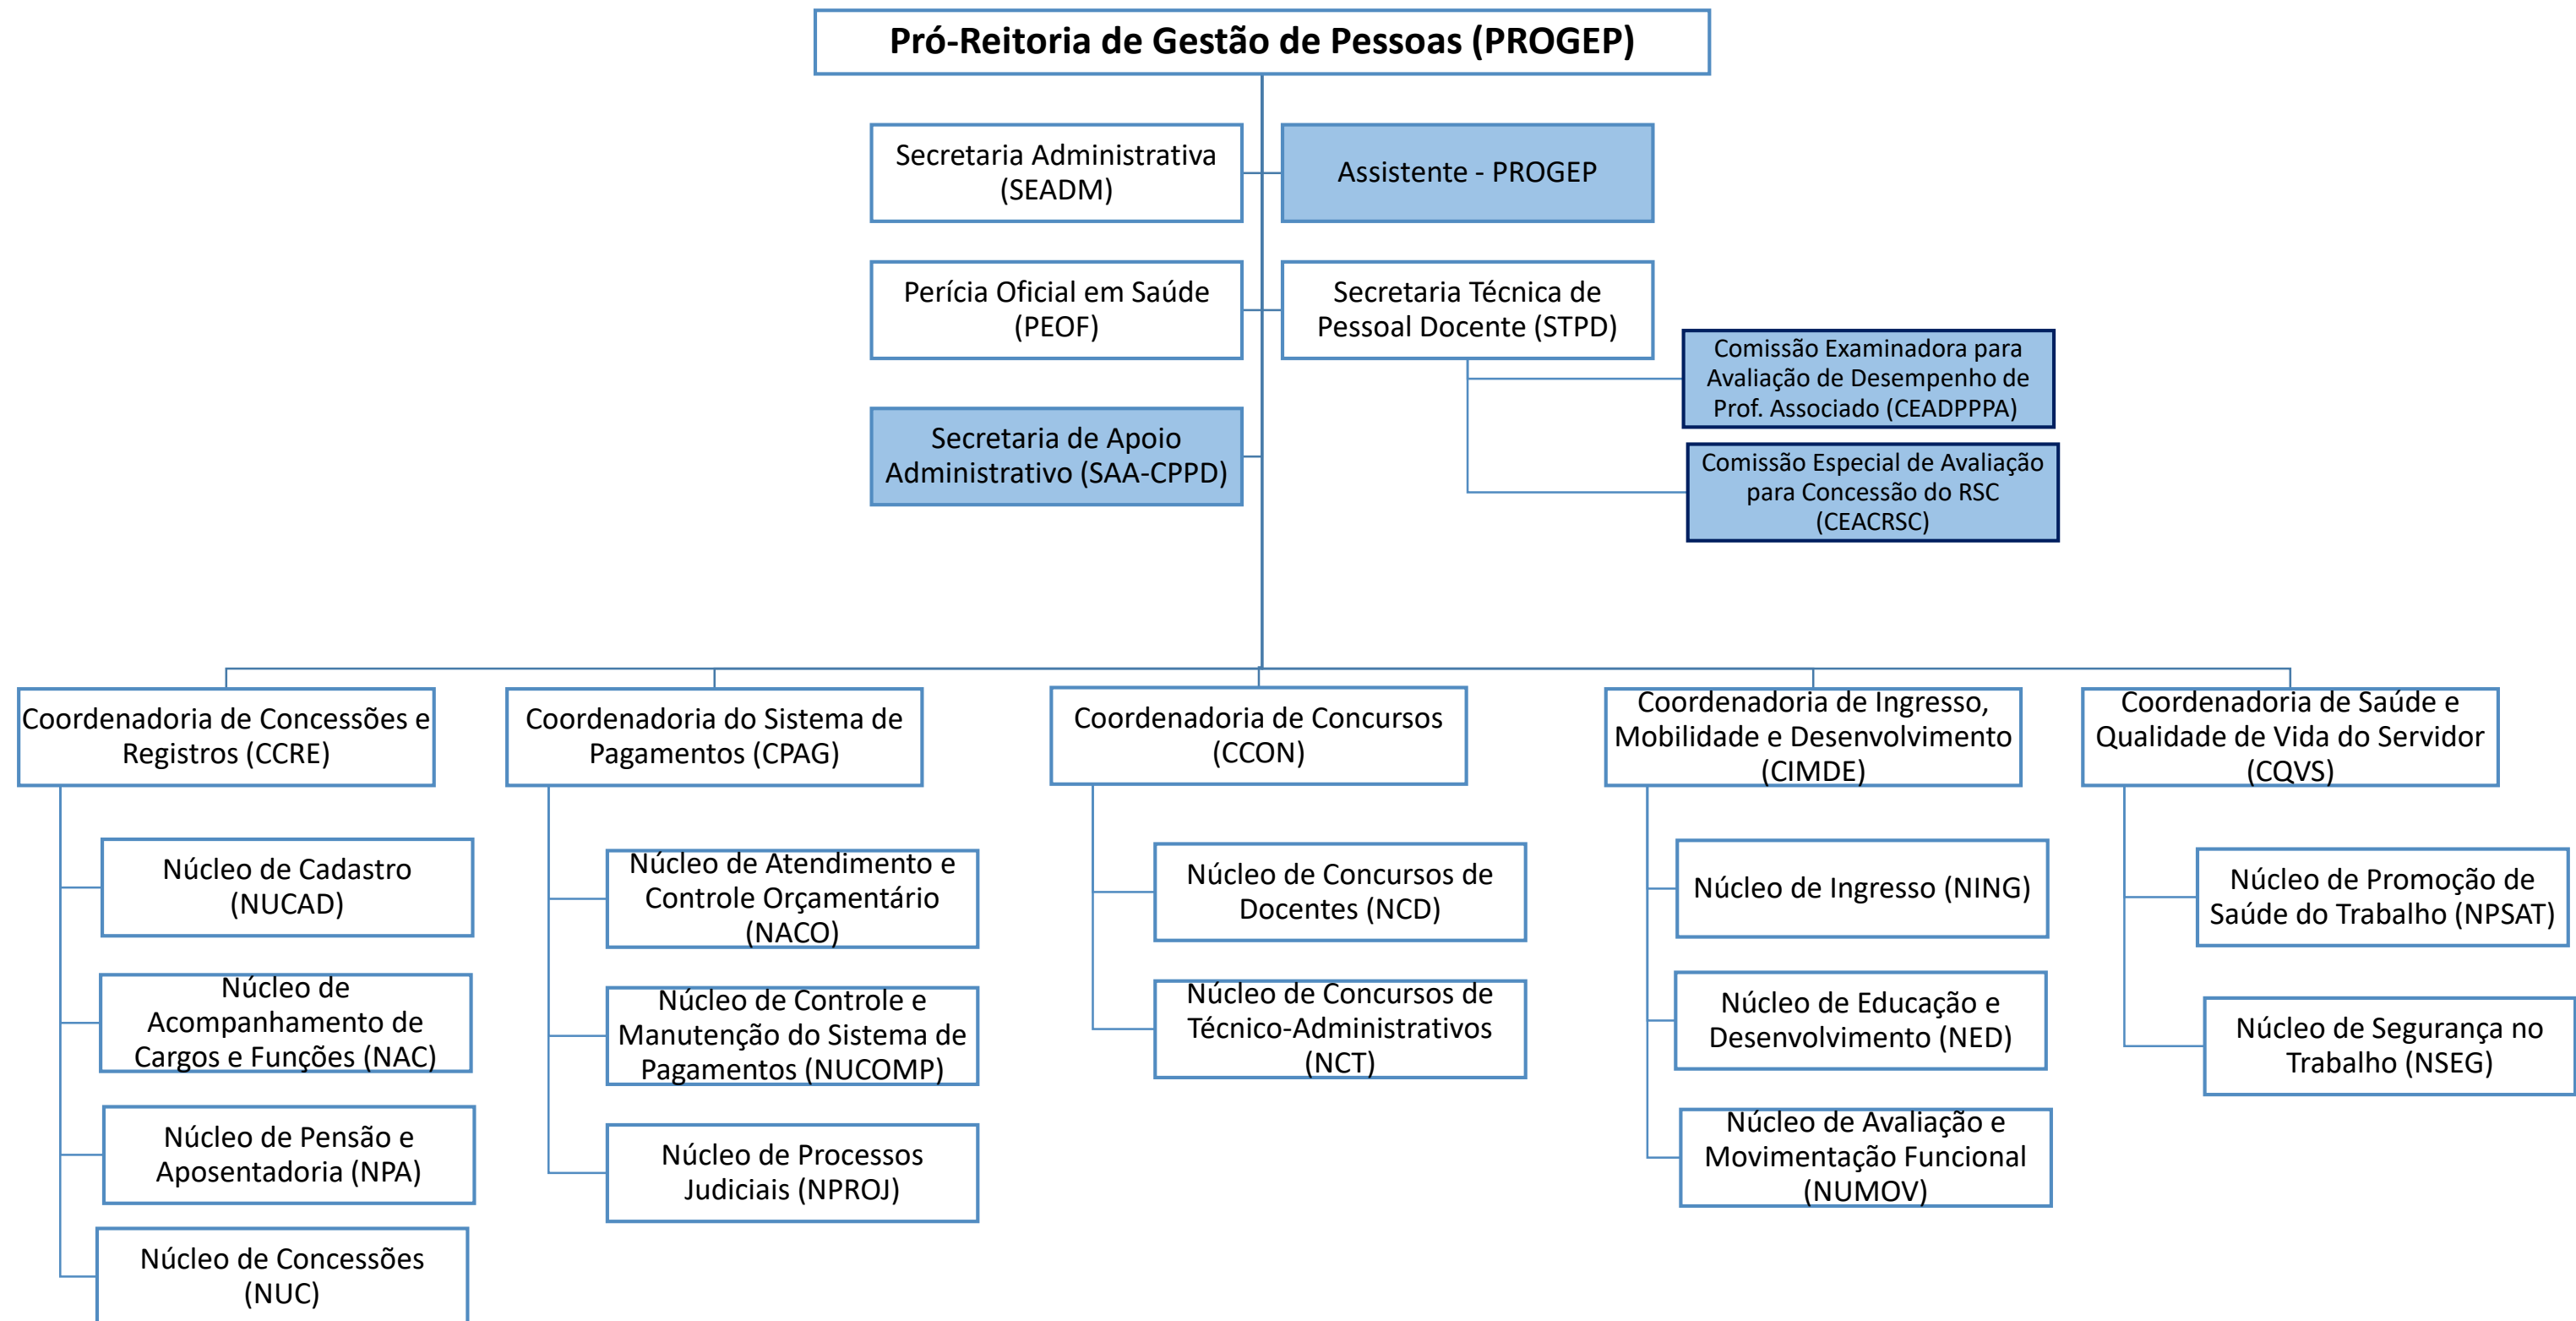 Pró-Reitoria de Gestão de Pessoas (PROGEP)
Secretaria Administrativa
(SEADM)
Assistente - PROGEP
Perícia Oficial em Saúde
(PEOF)
Secretaria Técnica de
Pessoal Docente (STPD)
Comissão Examinadora para
Avaliação de Desempenho de
Prof. Associado (CEADPPPA)
Secretaria de Apoio
Administrativo (SAA-CPPD)
Comissão Especial de Avaliação
para Concessão do RSC
(CEACRSC)
Coordenadoria de Concessões e
Registros (CCRE)
Núcleo de Cadastro
(NUCAD)
Núcleo de
Acompanhamento de
Cargos e Funções (NAC)
Núcleo de Pensão e
Aposentadoria (NPA)
Núcleo de Concessões
(NUC)
Coordenadoria do Sistema de
Pagamentos (CPAG)
Núcleo de Atendimento e
Controle Orçamentário
(NACO)
Núcleo de Controle e
Manutenção do Sistema de
Pagamentos (NUCOMP)
Núcleo de Processos
Judiciais (NPROJ)
Coordenadoria de Concursos
(CCON)
Núcleo de Concursos de
Docentes (NCD)
Núcleo de Concursos de
Técnico-Administrativos
(NCT)
Coordenadoria de Ingresso,
Mobilidade e Desenvolvimento
(CIMDE)
Núcleo de Ingresso (NING)
Núcleo de Educação e
Desenvolvimento (NED)
Núcleo de Avaliação e
Movimentação Funcional
(NUMOV)
Coordenadoria de Saúde e
Qualidade de Vida do Servidor
(CQVS)
Núcleo de Promoção de
Saúde do Trabalho (NPSAT)
Núcleo de Segurança no
Trabalho (NSEG)